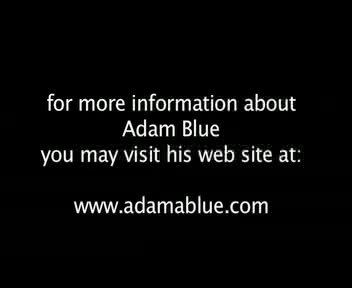 for more information about
Adam Blue
you may visit his web site at:
www.adamablue.com